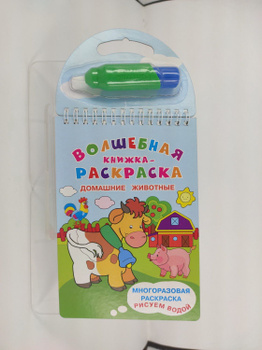 ВОЛШЕБНАЯ
КНИЖКА-
РАСКРАСКА
ДОМАШНИЕ ЖИВОТНЫЕ
МНОГОРАЗОВАЯ
РАСКРАСКА
РИСУЕМ ВОДОЙ